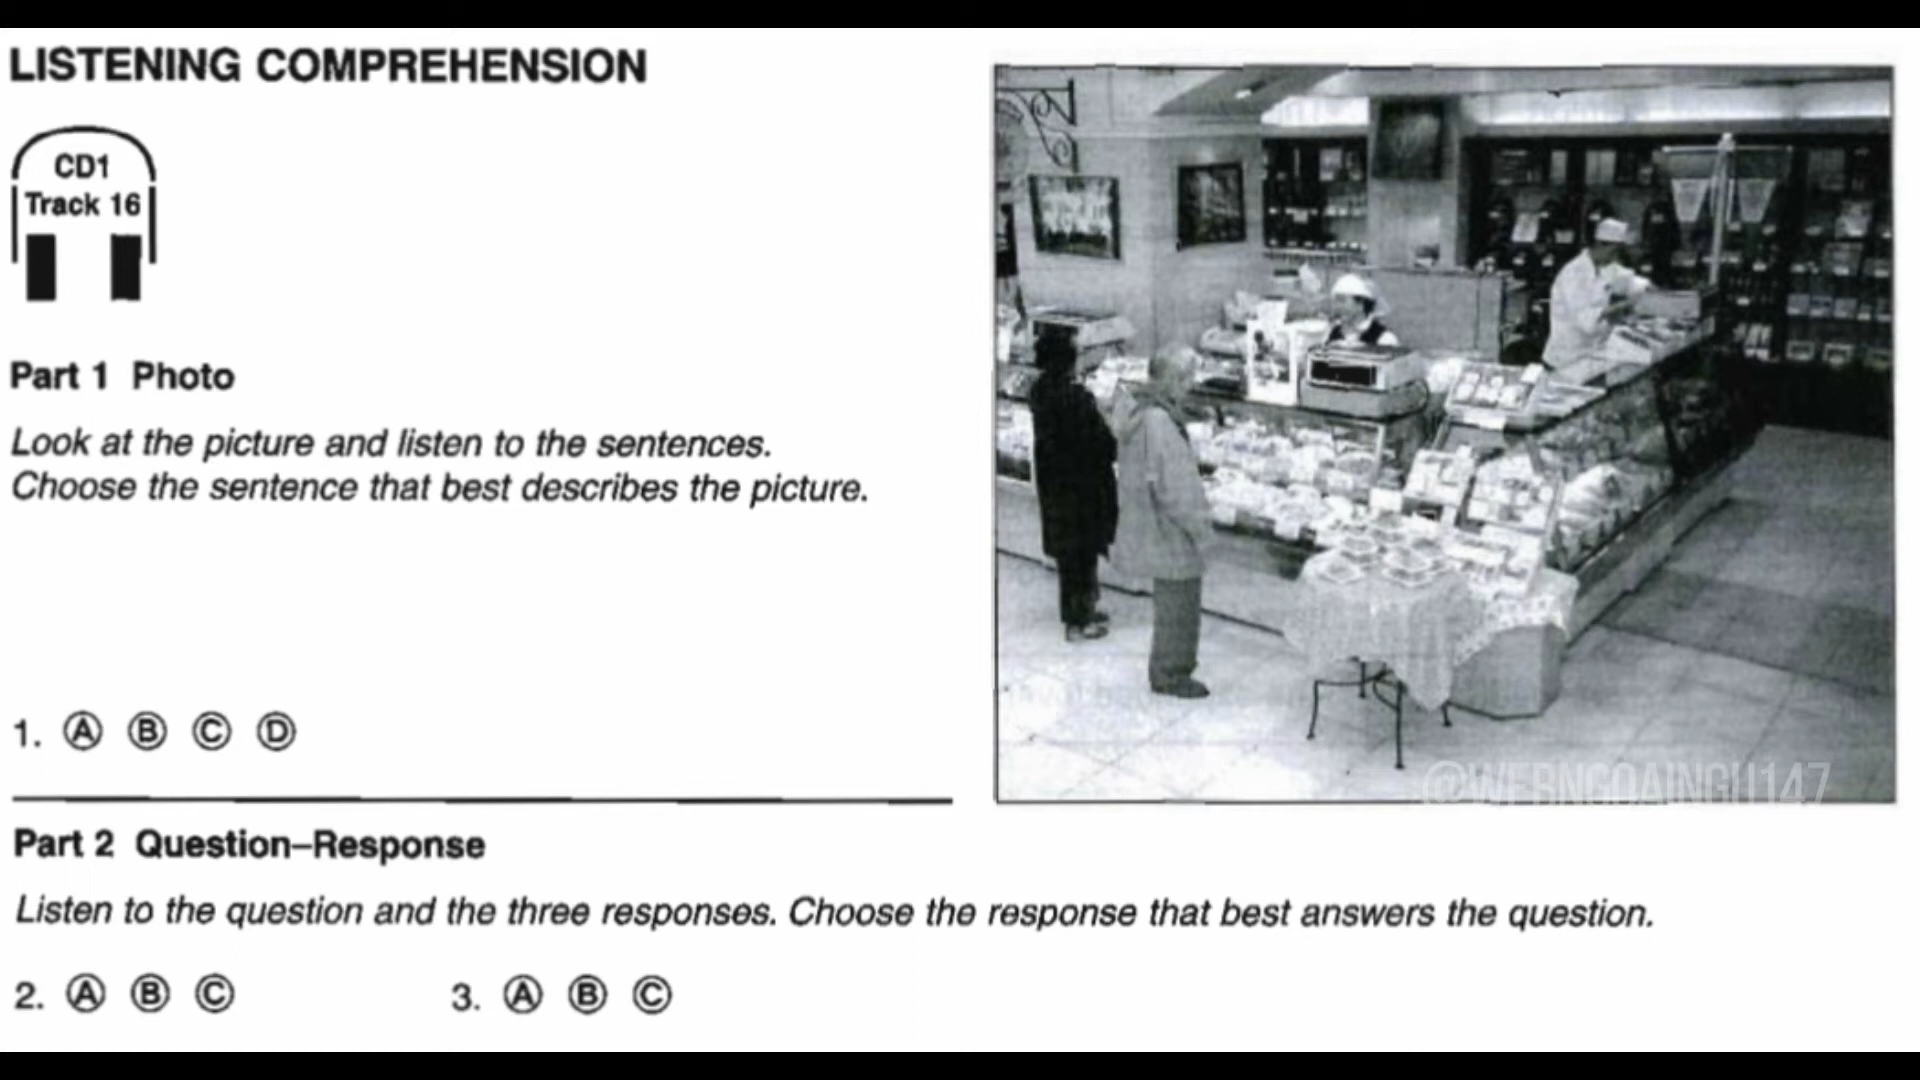 LISTENING COMPREHENSION
CD1
Track 16
Part 1 Photo
Look at the picture and listen to the sentences.
Choose the sentence that best describes the picture.
1. Ⓐ Ⓑ Ⓒ Ⓓ
@WFRNGOAINGU147
Part 2 Question–Response
Listen to the question and the three responses. Choose the response that best answers the question.
2. Ⓐ Ⓑ Ⓒ
3. Ⓐ Ⓑ Ⓒ